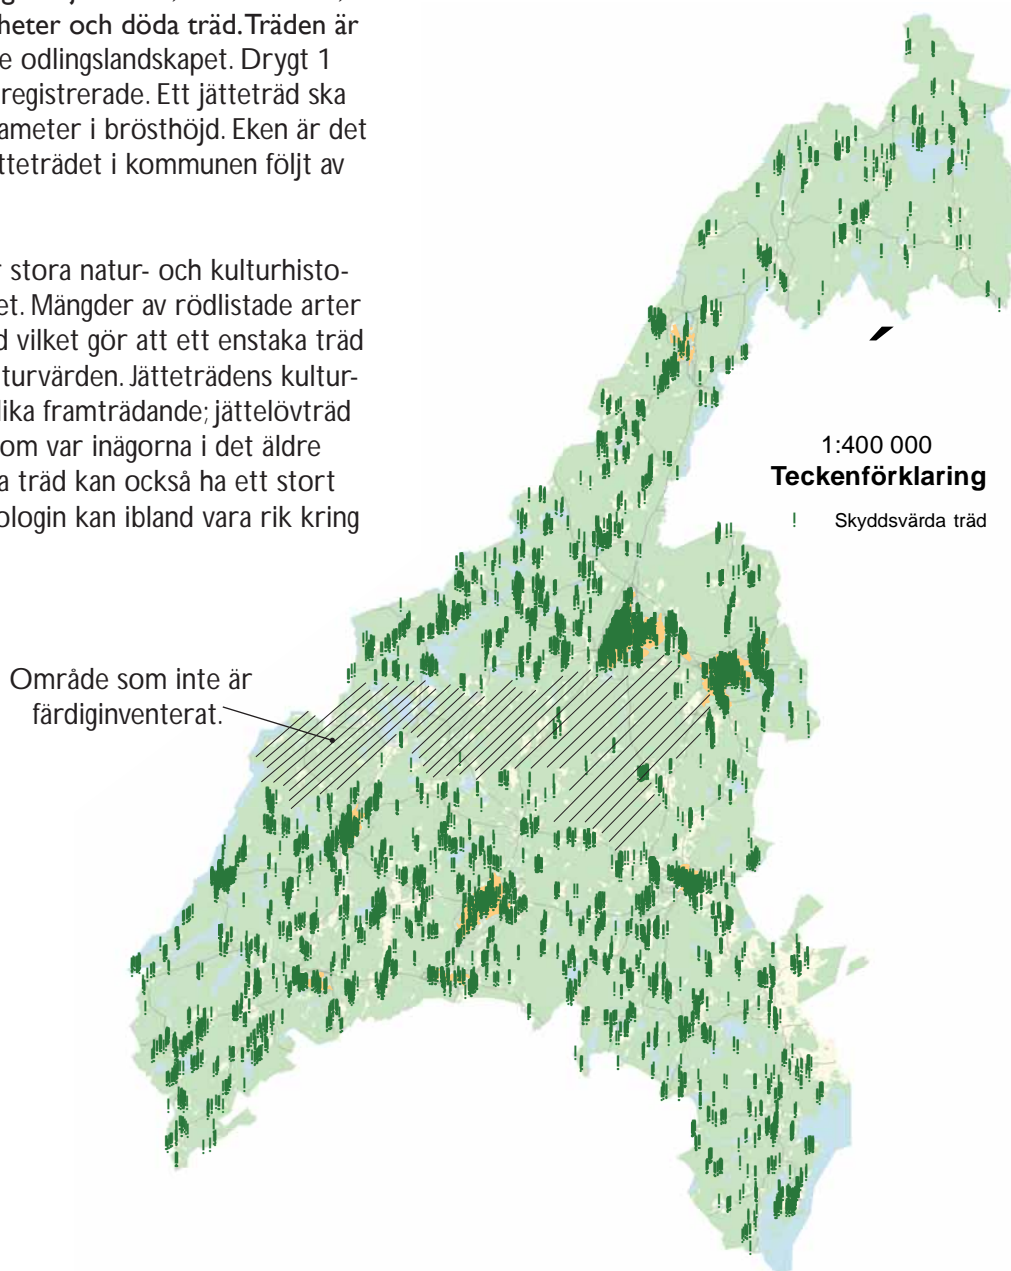 heter och döda träd. Träden är
e odlingslandskapet. Drygt 1
registrerade. Ett jätteträd ska
ameter i brösthöjd. Eken är det
tteträdet i kommunen följt av
r stora natur- och kulturhisto-
et. Mängder av rödlistade arter
d vilket gör att ett enstaka träd
turvärden. Jätteträdens kultur-
lika framträdande; jättelövträd
om var inägorna i det äldre
a träd kan också ha ett stort
ologin kan ibland vara rik kring
1:400 000
Teckenförklaring
! Skyddsvärda träd
Område som inte är
färdiginventerat.